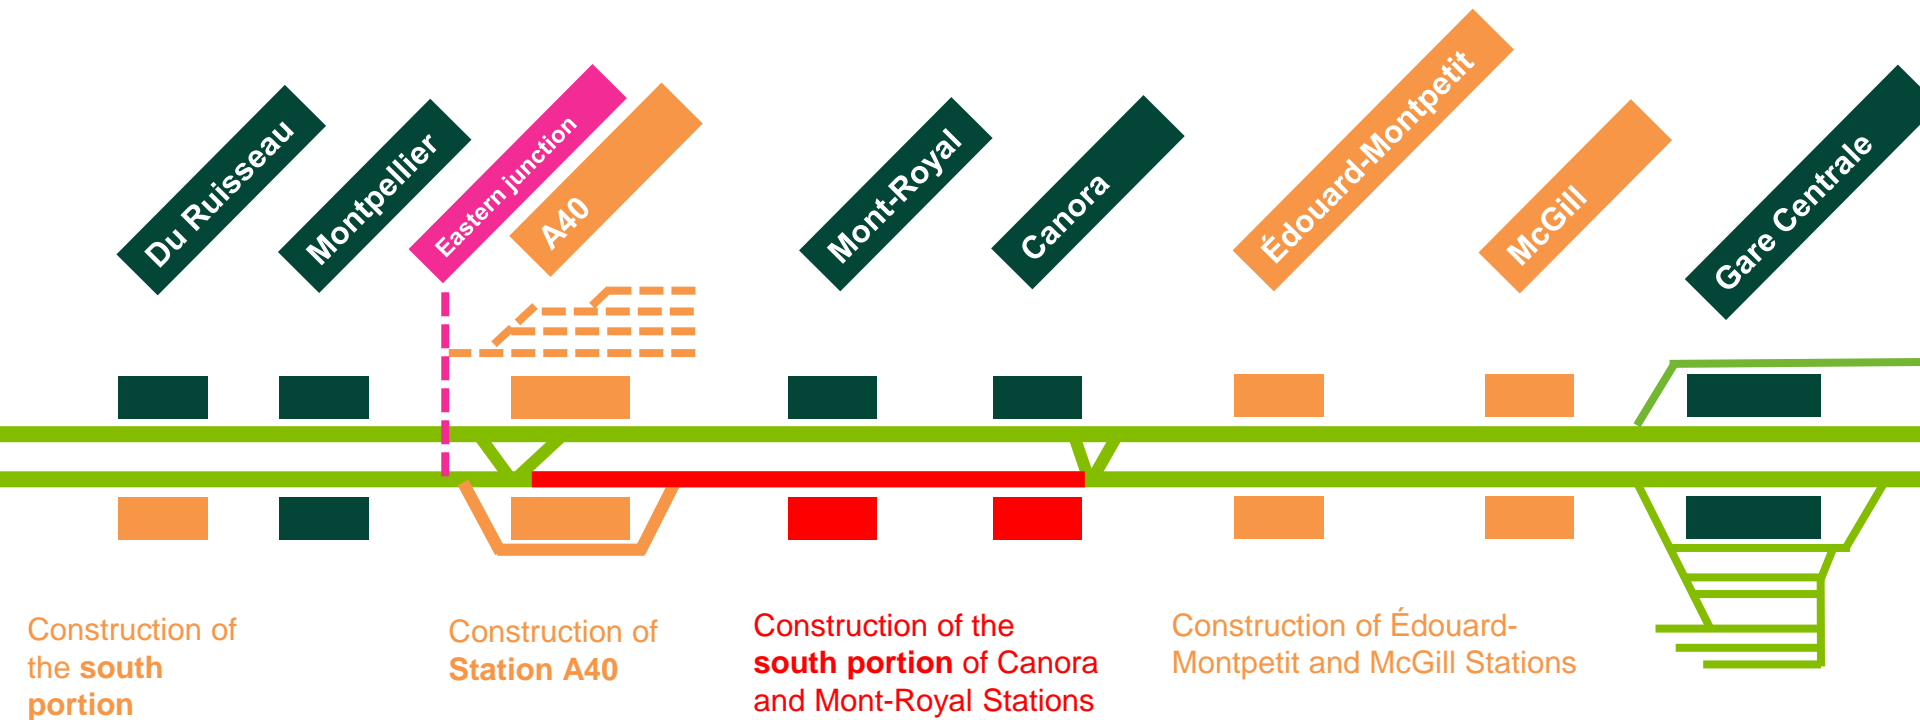 Du Ruisseau
Montpellier
Eastern junction
A40
Mont-Royal
Canora
Édouard-Montpetit
McGill
Gare Centrale
Construction of
the south
portion
Construction of
Station A40
Construction of the
south portion of Canora
and Mont-Royal Stations
Construction of Édouard-
Montpetit and McGill Stations